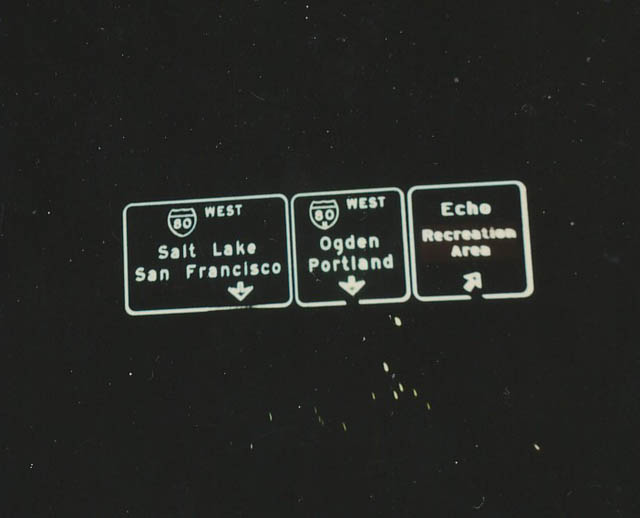 80 WEST
Salt Lake
San Francisco
80 WEST
Ogden
Portland
Echo
Recreation
Area